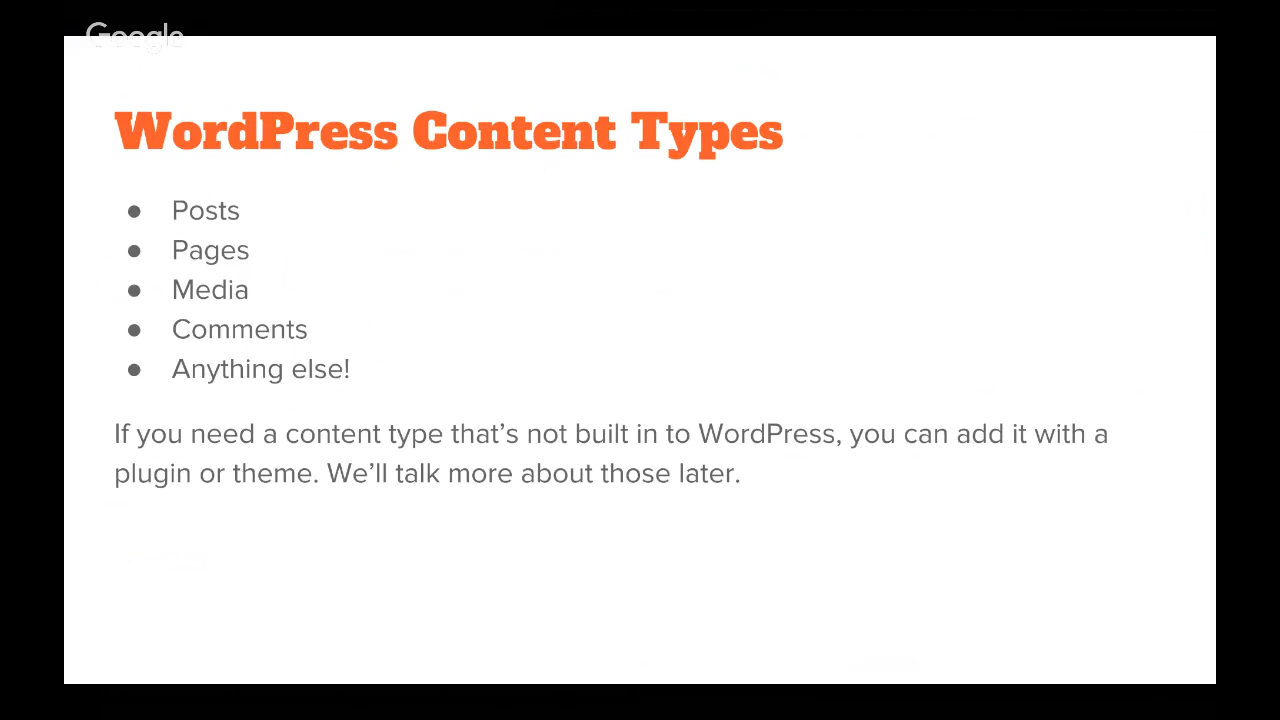 Google
WordPress Content Types
● Posts
● Pages
● Media
● Comments
● Anything else!
If you need a content type that’s not built in to WordPress, you can add it with a
plugin or theme. We’ll talk more about those later.